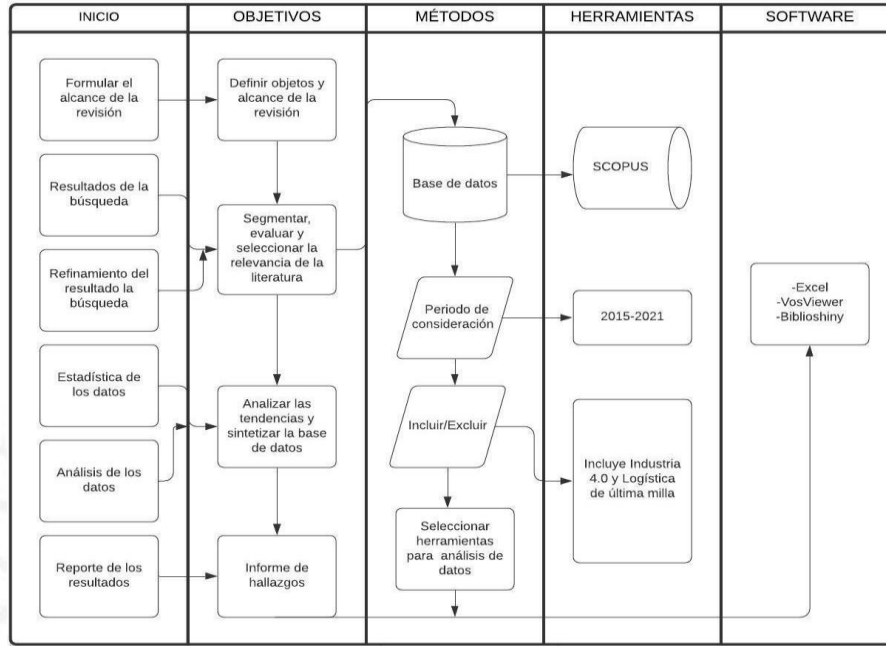 INICIO
OBJETIVOS
MÉTODOS
HERRAMIENTAS
SOFTWARE
Formular el
alcance de la
revisión
Resultados de la
búsqueda
Refinamiento del
resultado la
búsqueda
Estadística de
los datos
Análisis de los
datos
Reporte de los
resultados
Definir objetos y
alcance de la
revisión
Segmentar,
evaluar y
seleccionar la
relevancia de la
literatura
Analizar las
tendencias y
sintetizar la base
de datos
Informe de
hallazgos
Base de datos
Periodo de
consideración
Incluir/Excluir
Seleccionar
herramientas
para análisis de
datos
SCOPUS
2015-2021
Incluye Industria
4.0 y Logística
de última milla
-Excel
-VosViewer
-Biblioshiny